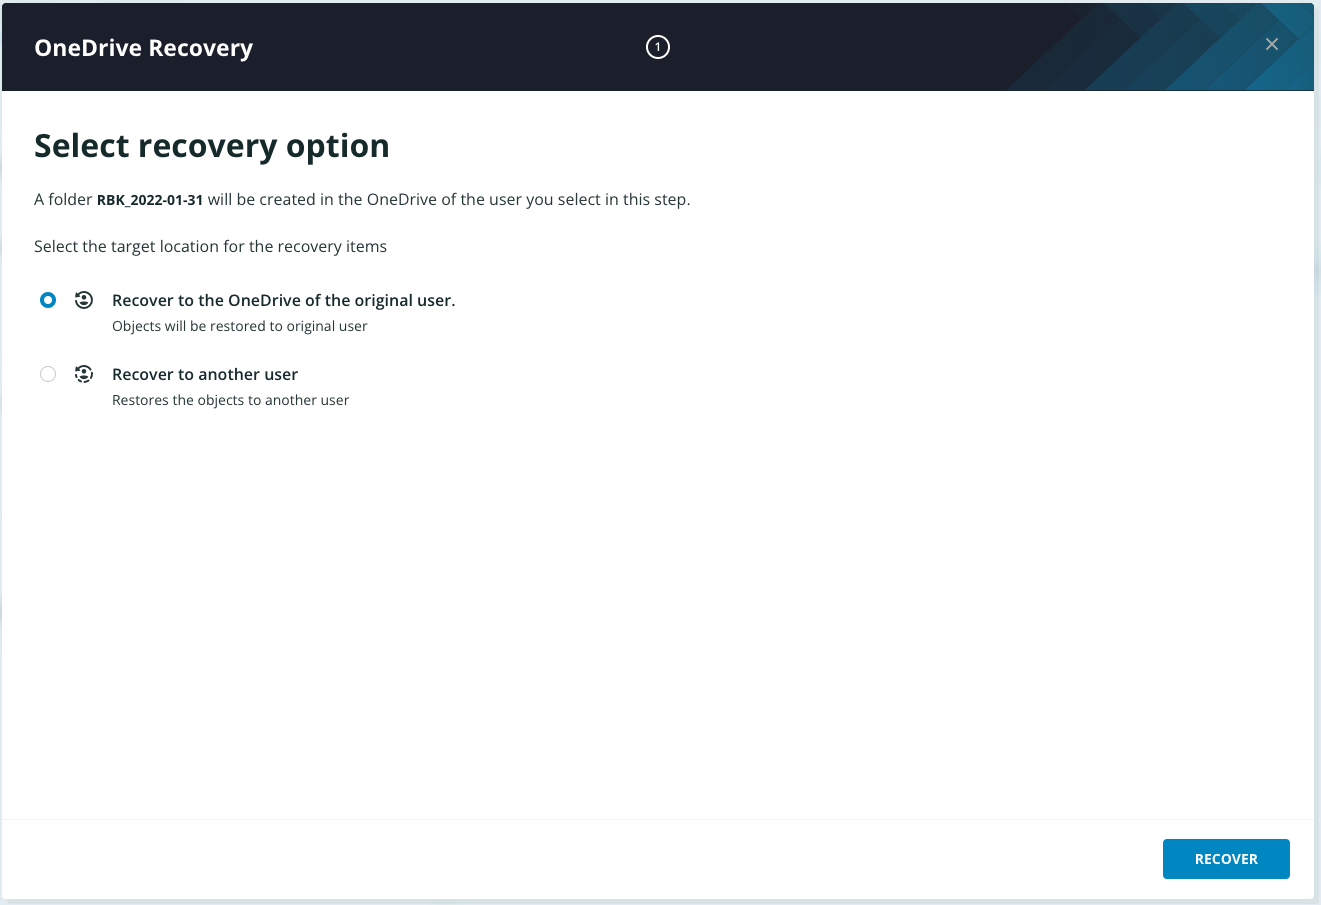 OneDrive Recovery
1
Select recovery option
A folder RBK_2022-01-31 will be created in the OneDrive of the user you select in this step.
Select the target location for the recovery items
Recover to the OneDrive of the original user.
Objects will be restored to original user
Recover to another user
Restores the objects to another user
RECOVER